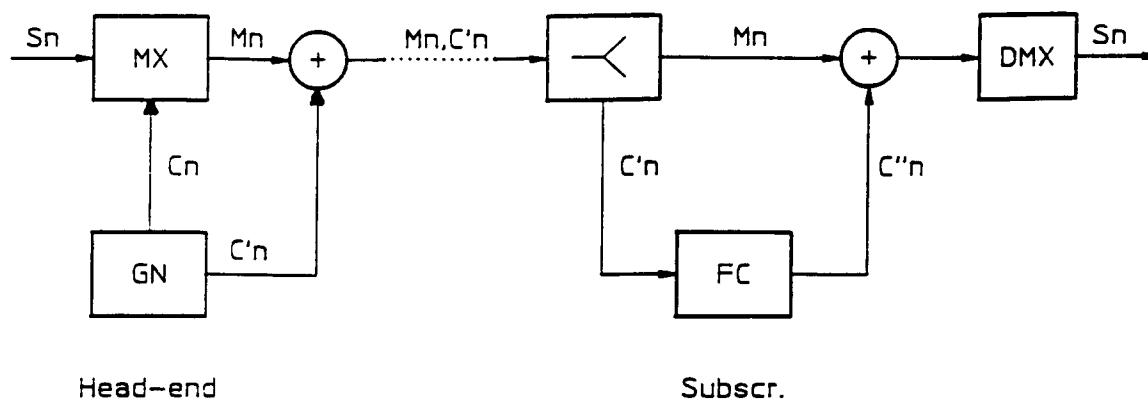 Sn
MX
Mn
+
Mn,C'n
Mn
+
DMX
Sn
Cn
C'n
C''n
GN
C'n
FC
Head-end
Subscr.